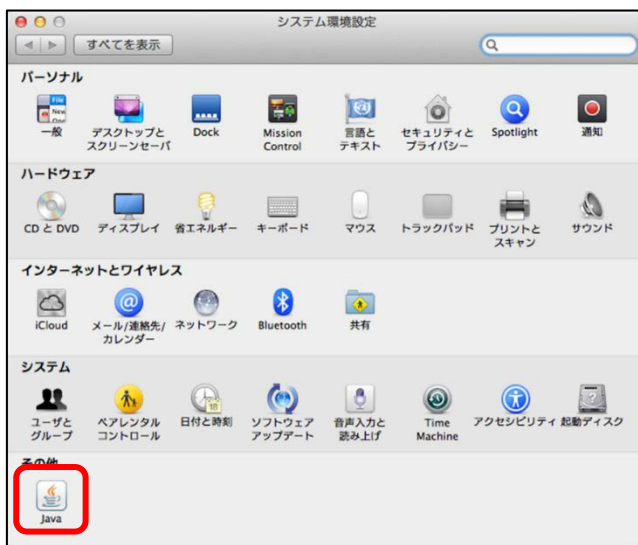 システム環境設定
すべてを表示
パーソナル
一般
デスクトップと
スクリーンセーバ
Dock
Mission
Control
言語と
テキスト
セキュリティと
プライバシー
Spotlight
通知
ハードウェア
CD と DVD
ディスプレイ
省エネルギー
キーボード
マウス
トラックパッド
プリントと
スキャン
サウンド
インターネットとワイヤレス
iCloud
メール/連絡先/
カレンダー
ネットワーク
Bluetooth
共有
システム
ユーザと
グループ
ペアレンタル
コントロール
日付と時刻
ソフトウェア
アップデート
音声入力と
読み上げ
Time
Machine
アクセシビリティ
起動ディスク
その他
Java